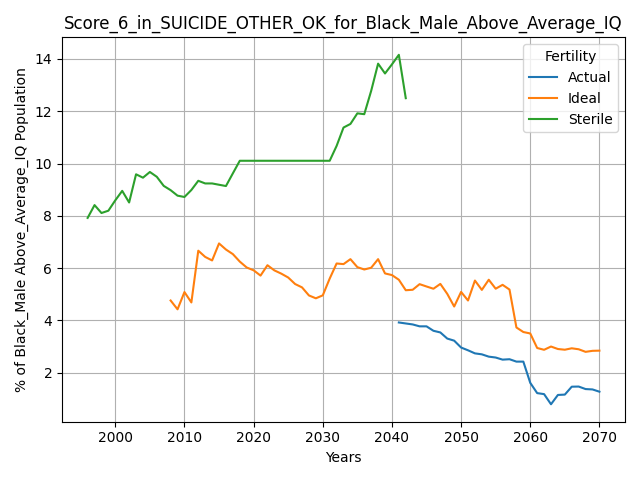 Score_6_in_SUICIDE_OTHER_OK_for_Black_Male_Above_Average_IQ
% of Black_Male Above_Average_IQ Population
14
12
10
8
6
4
2
Fertility
Actual
Ideal
Sterile
2000 2010 2020 2030 2040 2050 2060 2070
Years